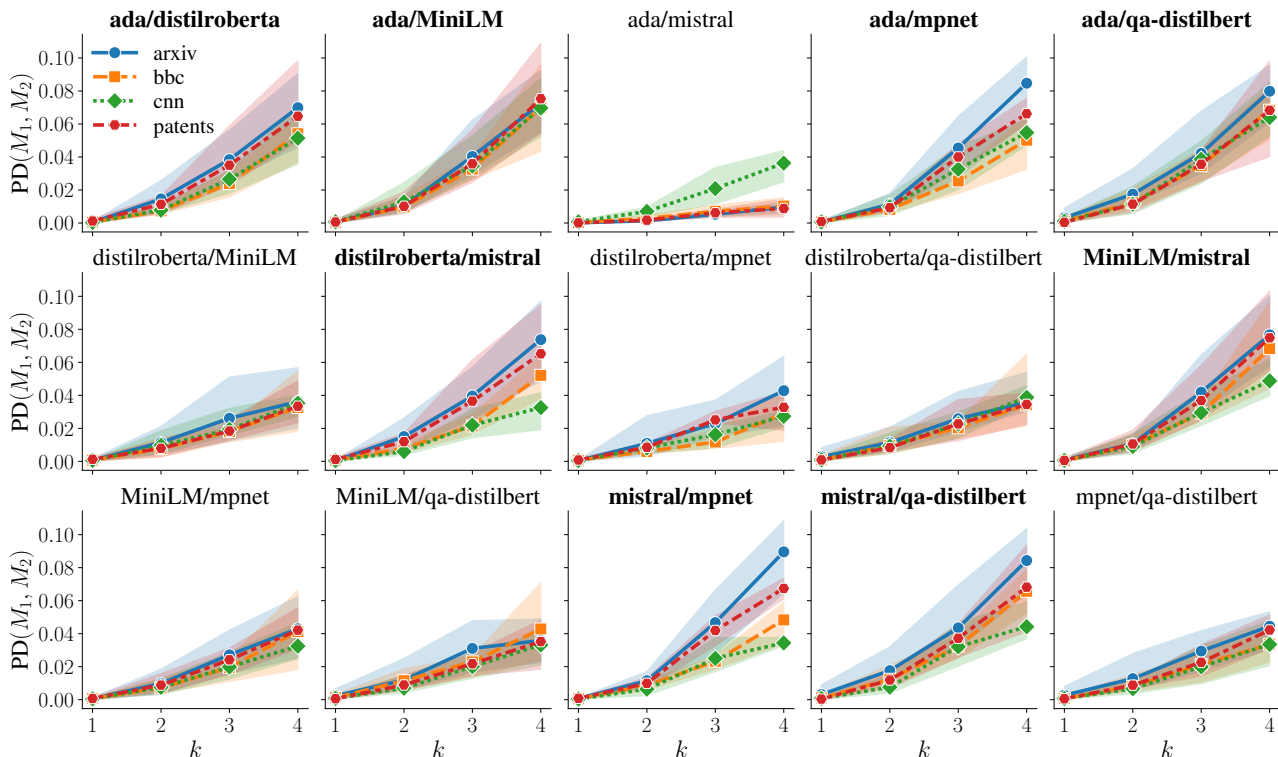 ada/distilroberta
ada/MiniLM
ada/mistral
ada/mpnet
ada/qa-distilbert
PD(M₁, M₂)
0.10
0.08
0.06
0.04
0.02
0.00
arxiv
bbc
cnn
patents
1 2 3 4
1 2 3 4
1 2 3 4
1 2 3 4
1 2 3 4
distilroberta/MiniLM
distilroberta/mistral
distilroberta/mpnet
distilroberta/qa-distilbert
MiniLM/mistral
PD(M₁, M₂)
0.10
0.08
0.06
0.04
0.02
0.00
MiniLM/mpnet
MiniLM/qa-distilbert
mistral/mpnet
mistral/qa-distilbert
mpnet/qa-distilbert
PD(M₁, M₂)
0.10
0.08
0.06
0.04
0.02
0.00
k
k
k
k
k